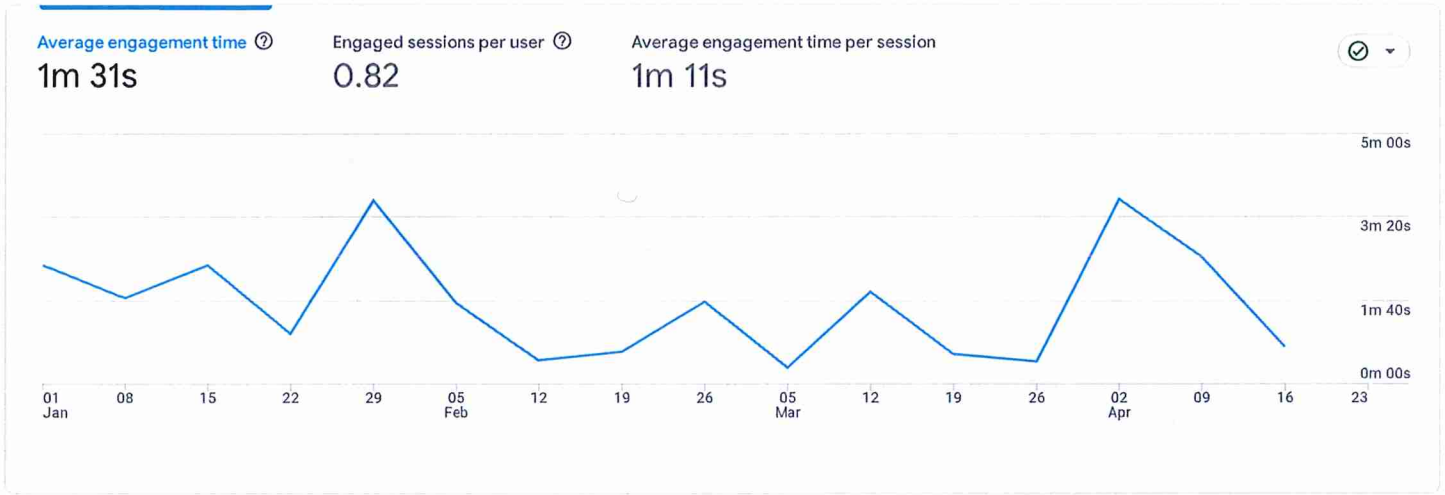 Average engagement time
1m 31s
Engaged sessions per user
0.82
Average engagement time per session
1m 11s
5m 00s
3m 20s
1m 40s
0m 00s
01 08 15 22 29 05 12 19 26 05 12 19 26 02 09 16 23
Jan Feb Mar Apr